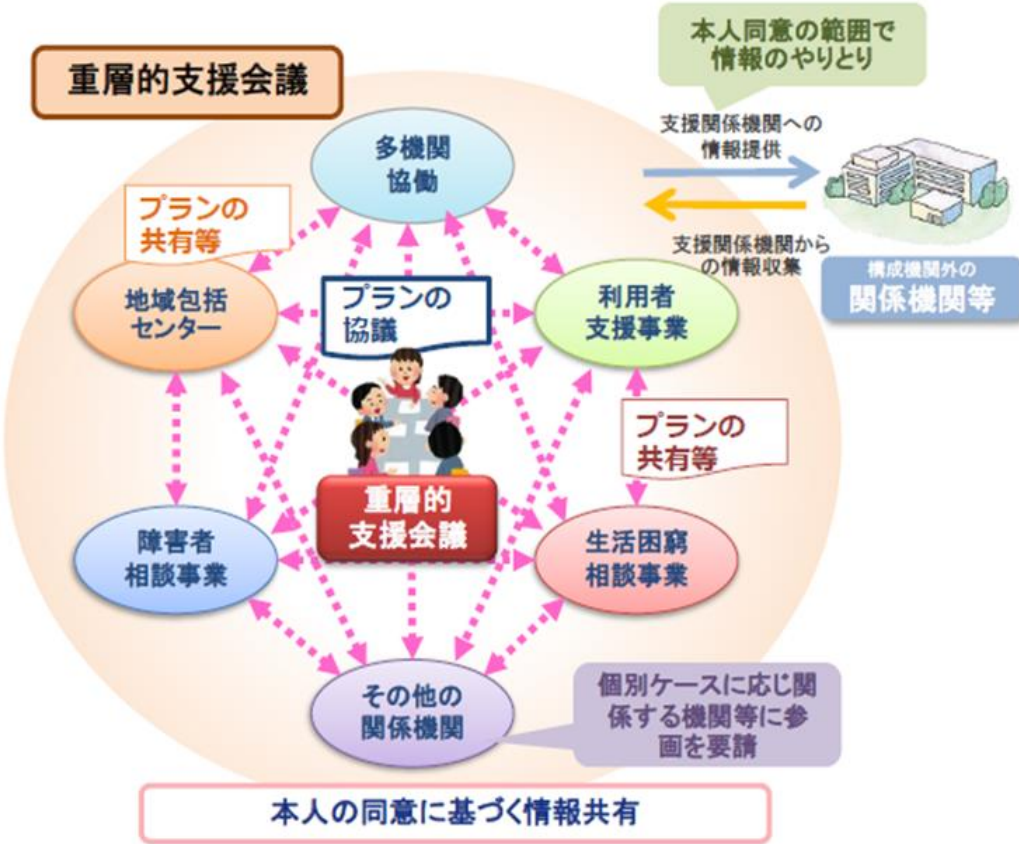 重層的支援会議
本人同意の範囲で
情報のやりとり
支援関係機関への
情報提供
支援関係機関から
の情報収集
構成機関外の
関係機関等
多機関
協働
プランの
共有等
地域包括
センター
プランの
協議
利用者
支援事業
プランの
共有等
重層的
支援会議
障害者
相談事業
生活困窮
相談事業
その他の
関係機関
個別ケースに応じ関
係する機関等に参
画を要請
本人の同意に基づく情報共有